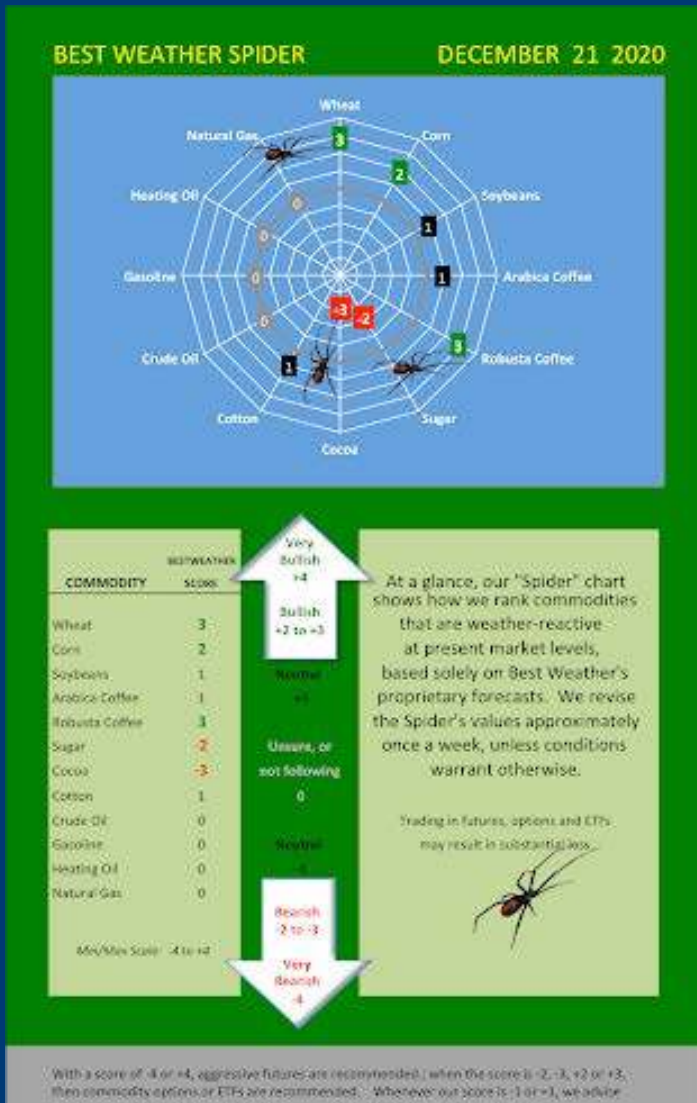 BEST WEATHER SPIDER DECEMBER 21 2020
Wheat
Natural Gas Corn
3
2
Heating Oil Soybeans
0
0 1
Gasoline 0 1 Arabica Coffee
-3 -2
0 3
Crude Oil Robusta Coffee
1
Cotton Sugar
Cocoa
BESTWEATHER
COMMODITY SCORE
Wheat 3
Corn 2
Soybeans 1
Arabica Coffee 1
Robusta Coffee 3
Sugar -2
Cocoa -3
Cotton 1
Crude Oil 0
Gasoline 0
Heating Oil 0
Natural Gas 0
Min/Max Scale -4 to +4
Very
Bullish
+4
Bullish
+2 to +3
Neutral
+1
Unsure, or
not following
0
Neutral
-1
Bearish
-2 to -3
Very
Bearish
-4
At a glance, our "Spider" chart
shows how we rank commodities
that are weather-reactive
at present market levels,
based solely on Best Weather's
proprietary forecasts. We revise
the Spider's values approximately
once a week, unless conditions
warrant otherwise.
Trading in futures, options and ETFs
may result in substantial loss.
With a score of -4 or +4, aggressive futures are recommended; when the score is -2, -3, +2 or +3,
then commodity options or ETFs are recommended. Whenever our score is -1 or +1, we advise